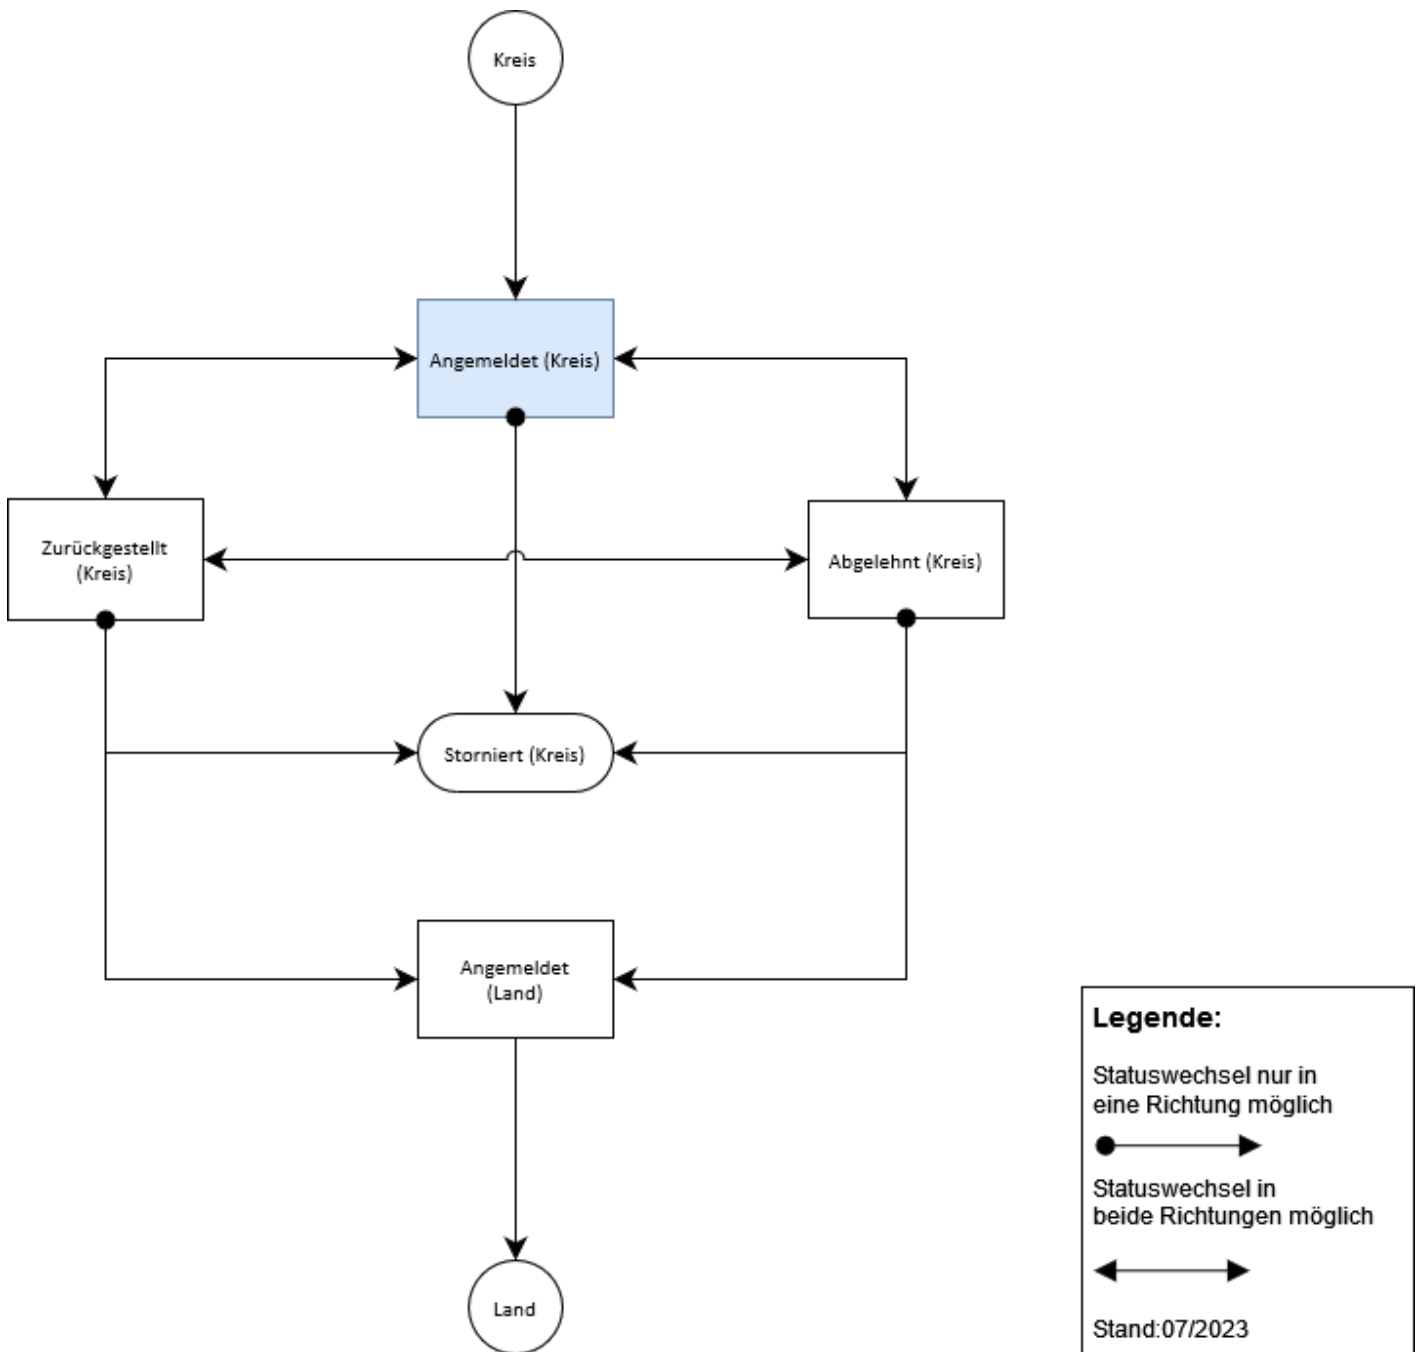 Kreis
Angemeldet (Kreis)
Zurückgestellt
(Kreis)
Abgelehnt (Kreis)
Storniert (Kreis)
Angemeldet
(Land)
Land
Legende:
Statuswechsel nur in
eine Richtung möglich
Statuswechsel in
beide Richtungen möglich
Stand:07/2023